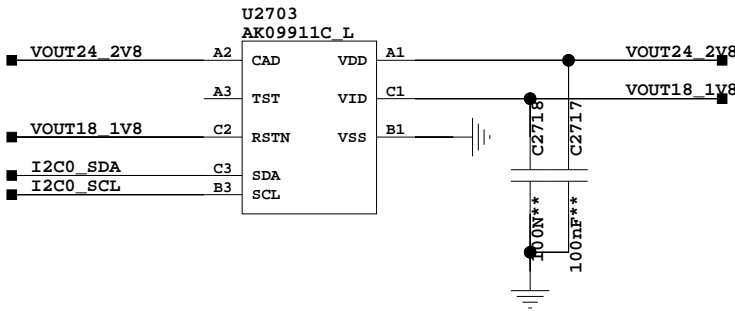 U2703
AK09911C_L
VOUT24_2V8
A2
CAD
VDD
A1
VOUT24_2V8
A3
TST
VID
C1
VOUT18_1V8
VOUT18_1V8
C2
RSTN
VSS
B1
I2C0_SDA
C3
SDA
I2C0_SCL
B3
SCL
C2718
C2717
100N**
100nF**